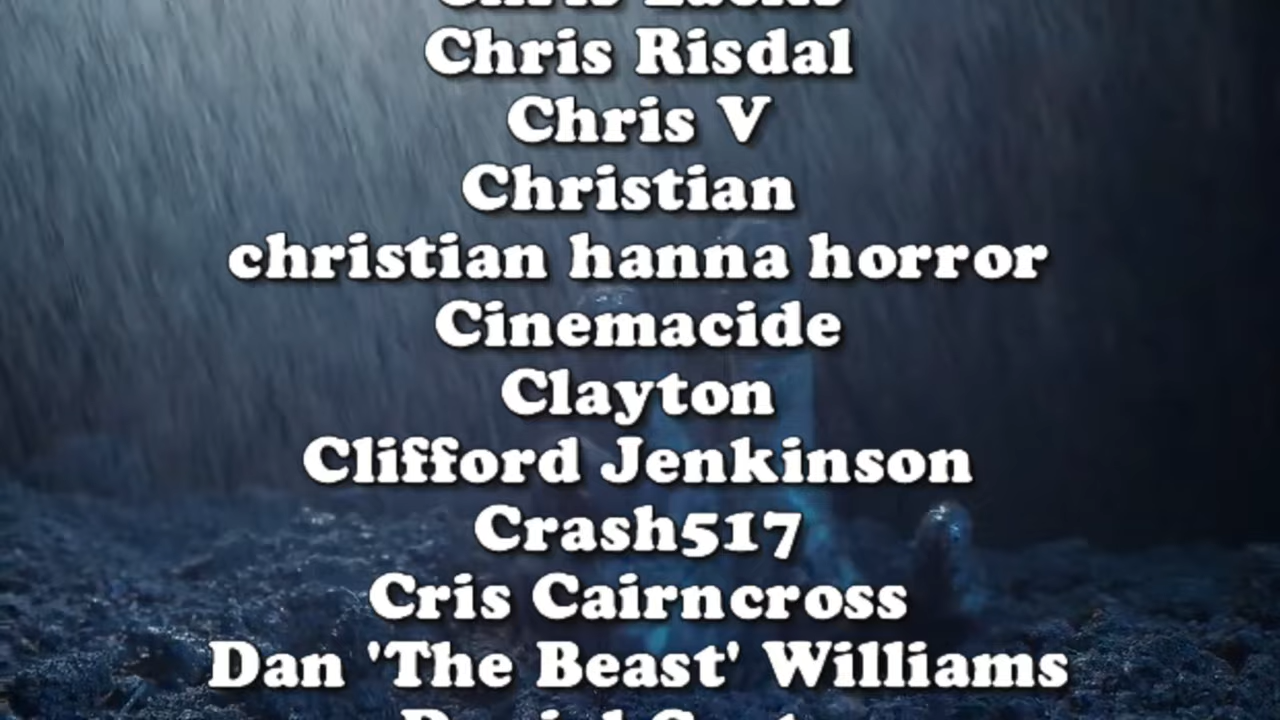 Chris Risdal
Chris V
Christian
christian hanna horror
Cinemacide
Clayton
Clifford Jenkinson
Crash517
Cris Cairncross
Dan 'The Beast' Williams